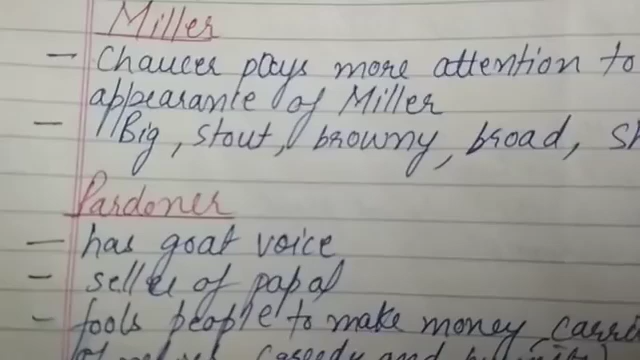 Miller
— Chaucer pays more attention to
appearance of Miller
— Big, stout, browny, broad,
Pardoner
— has goat voice
— seller of papal
— fools people to make money
and